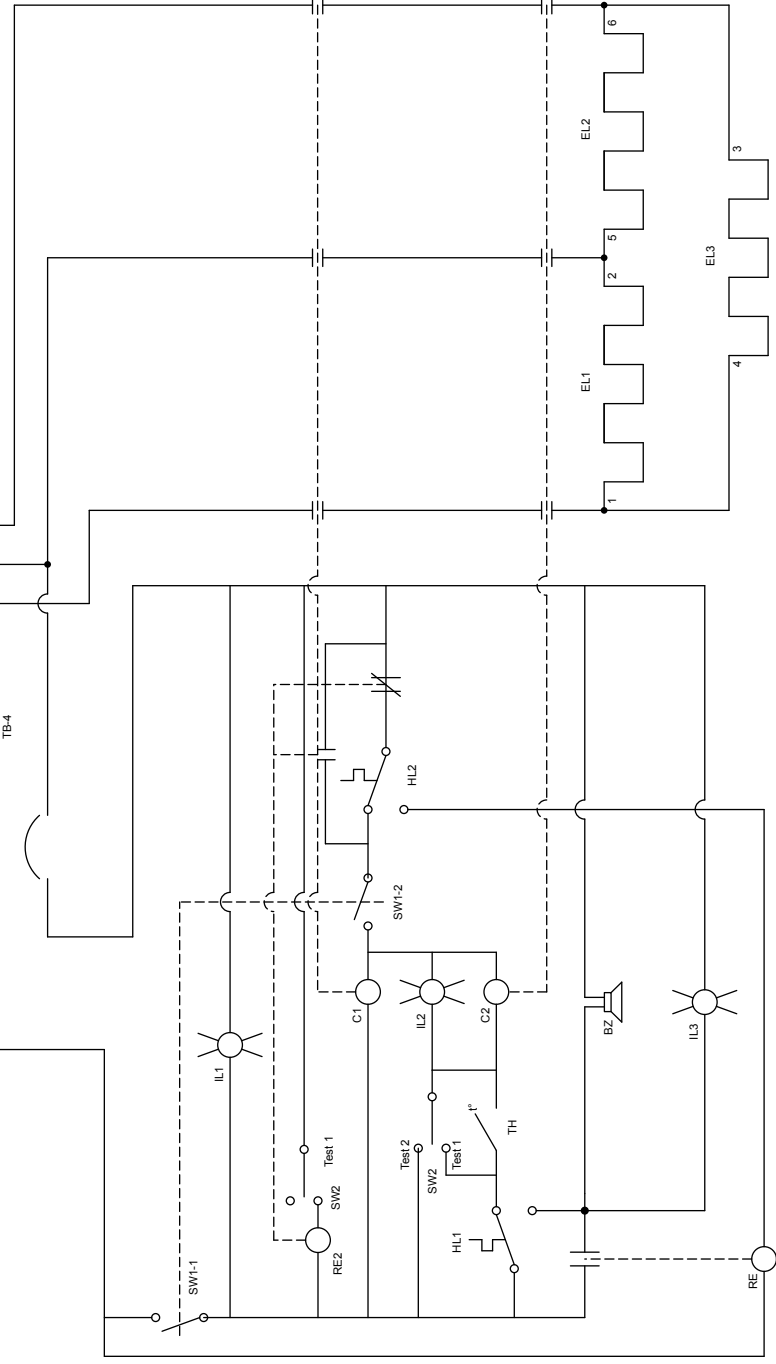 6
EL2
3
5
EL3
2
EL1
4
1
TB-4
HL2
SW1-2
C1
IL2
C2
BZ
IL3
IL1
t°
TH
Test 1
Test 2
SW2
Test 1
SW2
HL1
RE2
SW1-1
RE